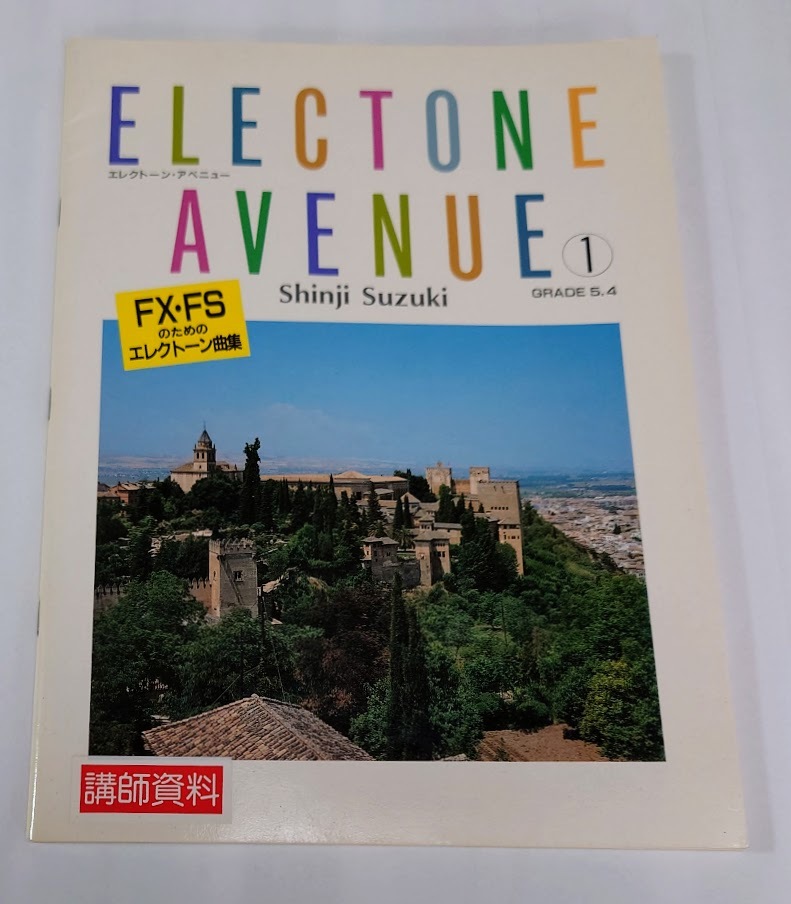 ELECTONE
エレクトーン・アベニュー
AVENUE 1
Shinji Suzuki
GRADE 5.4
FX・FS
のための
エレクトーン曲集
講師資料